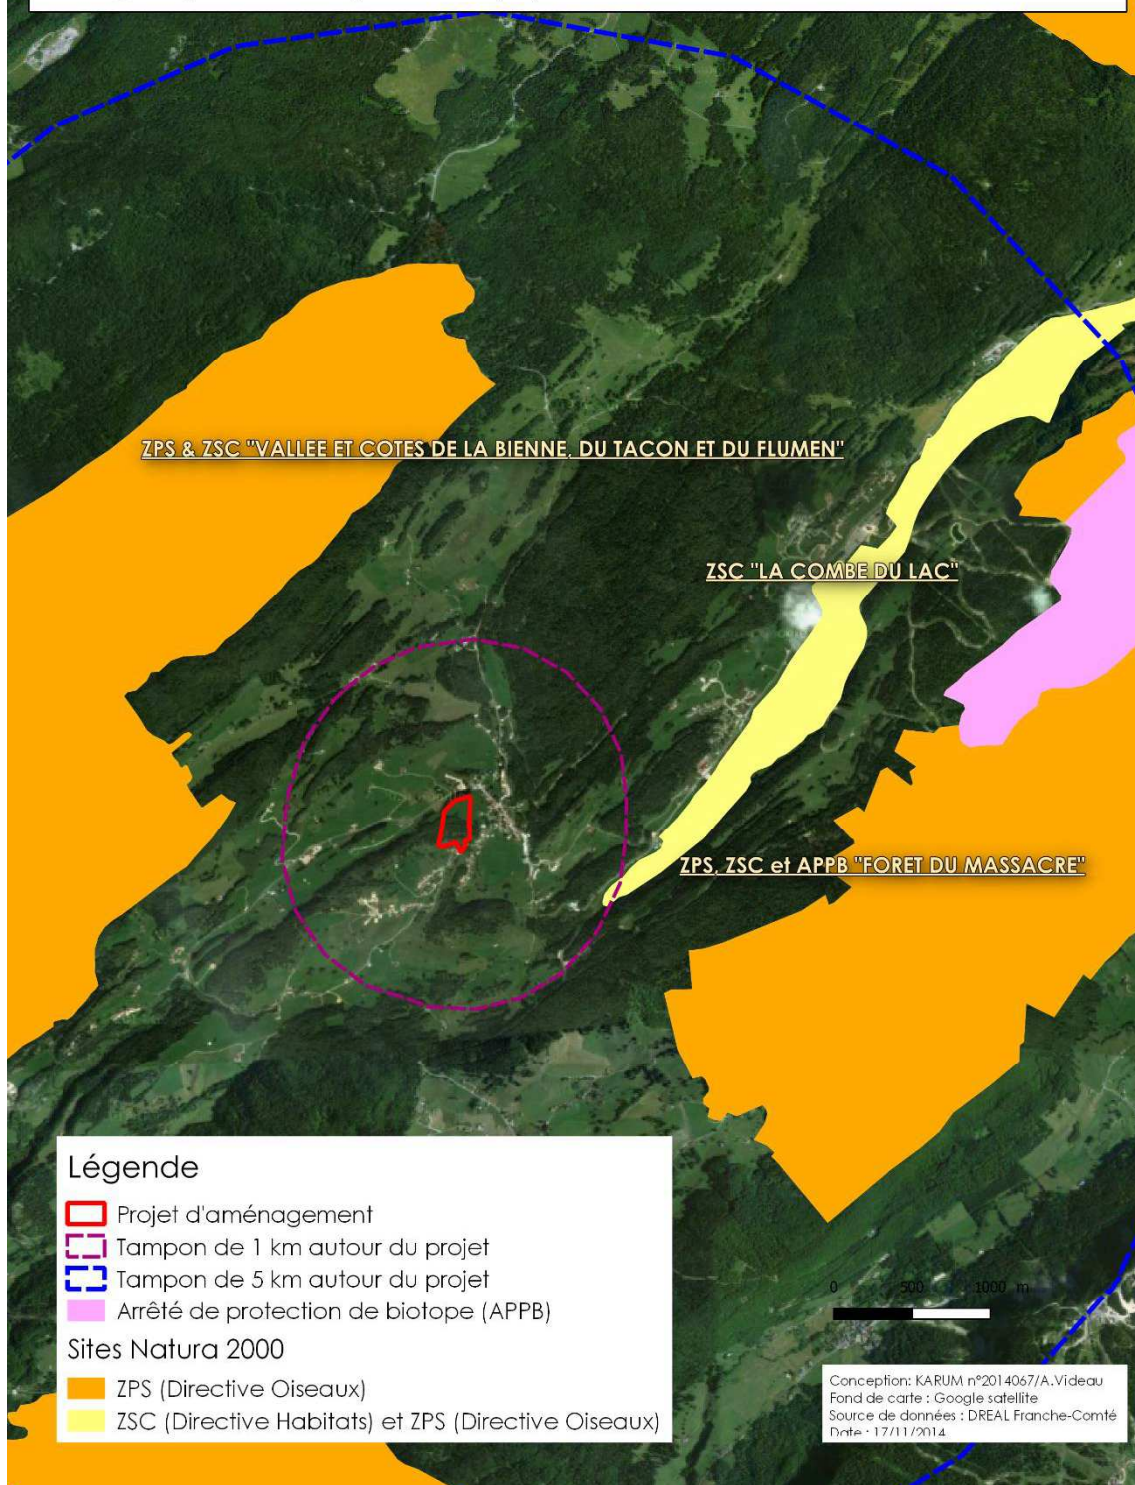 ZPS & ZSC "VALLEE ET COTES DE LA BIENNE, DU TACON ET DU FLUMEN"
ZSC "LA COMBE DU LAC"
ZPS, ZSC et APPB "FORET DU MASSACRE"
Légende
Projet d'aménagement
Tampon de 1 km autour du projet
Tampon de 5 km autour du projet
Arrêté de protection de biotope (APPB)
Sites Natura 2000
ZPS (Directive Oiseaux)
ZSC (Directive Habitats) et ZPS (Directive Oiseaux)
0 500 1000 m
Conception: KARUM n°2014067/A.Videau
Fond de carte : Google satellite
Source de données : DREAL Franche-Comté
Date : 17/11/2014